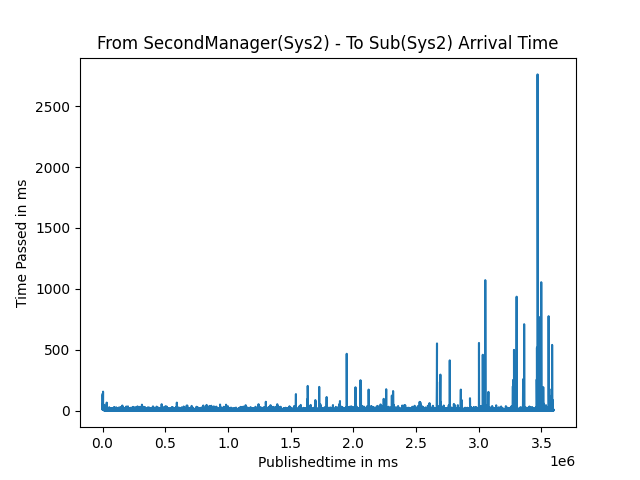 From SecondManager(Sys2) - To Sub(Sys2) Arrival Time
Time Passed in ms
2500
2000
1500
1000
500
0
0.0 0.5 1.0 1.5 2.0 2.5 3.0 3.5
1e6
Publishedtime in ms